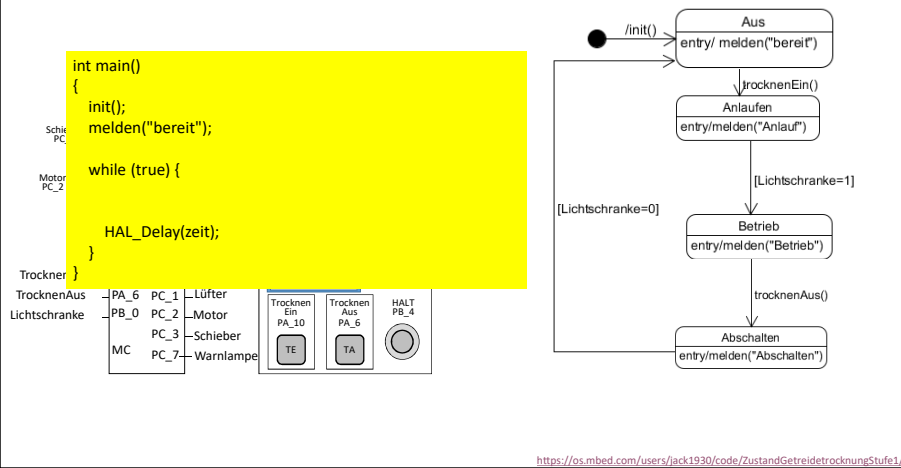 int main()
{
init();
melden("bereit");
while (true) {
HAL_Delay(zeit);
}
}
Motor
PC_2
TrocknenAus
Lichtschranke
PA_6
PB_0
MC
PC_1
PC_2
PC_3
PC_7
Lüfter
Motor
Schieber
Warnlampe
Trocknen
Ein
PA_10
TE
Trocknen
Aus
PA_6
TA
HALT
PB_4
/init()
Aus
entry/ melden("bereit")
trocknenEin()
Anlaufen
entry/melden("Anlauf")
[Lichtschranke=1]
[Lichtschranke=0]
Betrieb
entry/melden("Betrieb")
trocknenAus()
Abschalten
entry/melden("Abschalten")
https://os.mbed.com/users/jack1930/code/ZustandGetreidetrocknungStufe1/